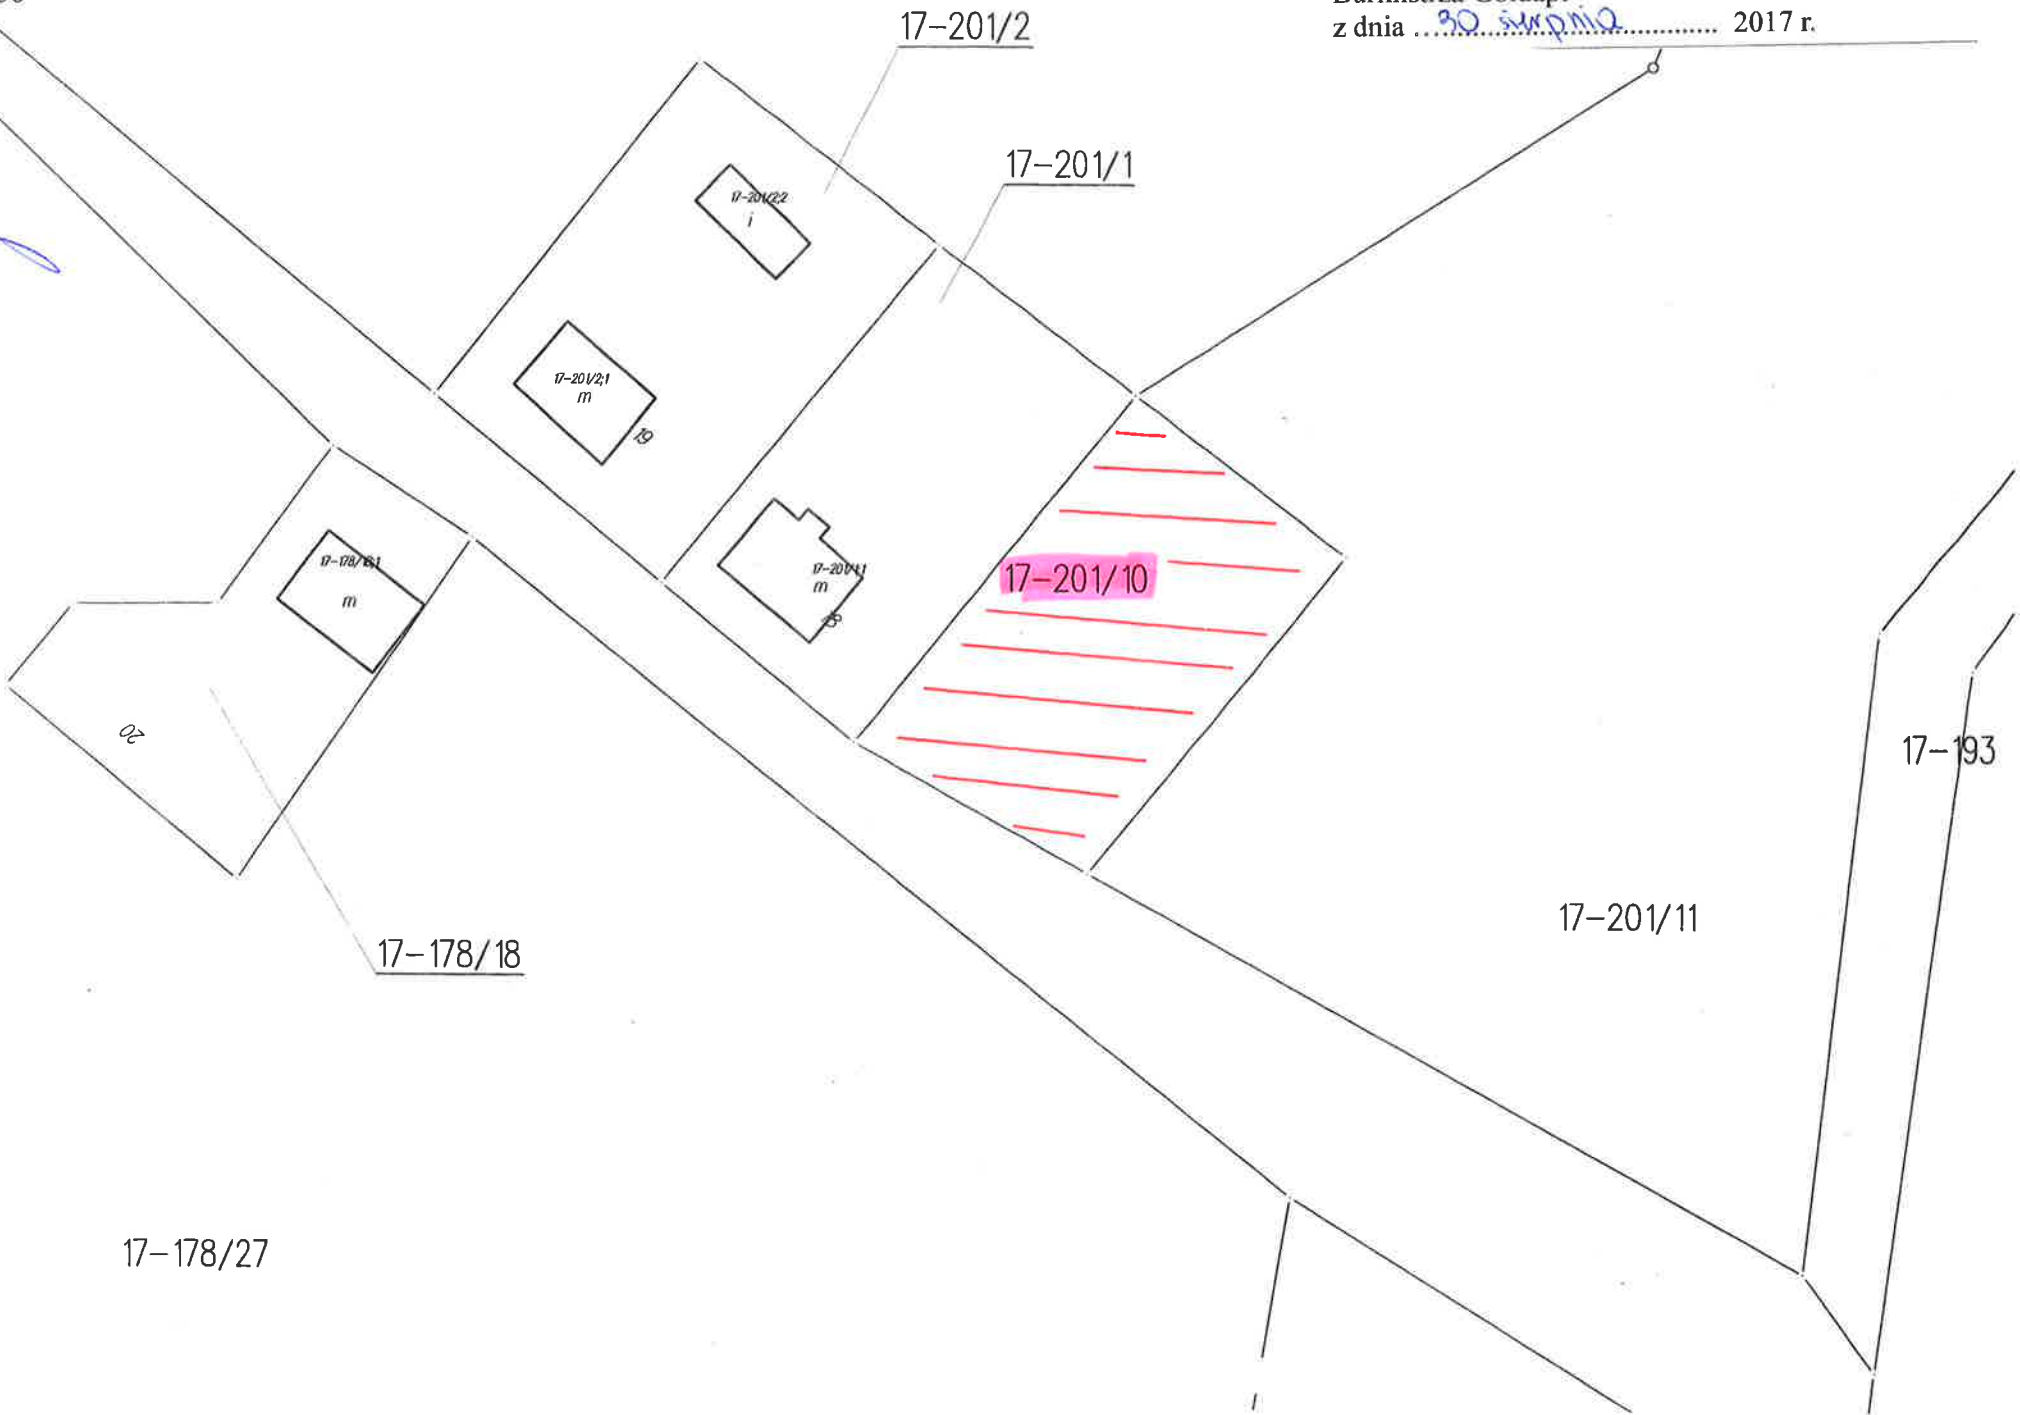 z dnia ....30 sierpnia.................. 2017 r.
17-201/2
17-201/1
17-201/2;2
i
17-201/2;1
m
19
17-201/1;1
m
17-178/18;1
m
17-201/10
20
17-193
17-201/11
17-178/18
17-178/27